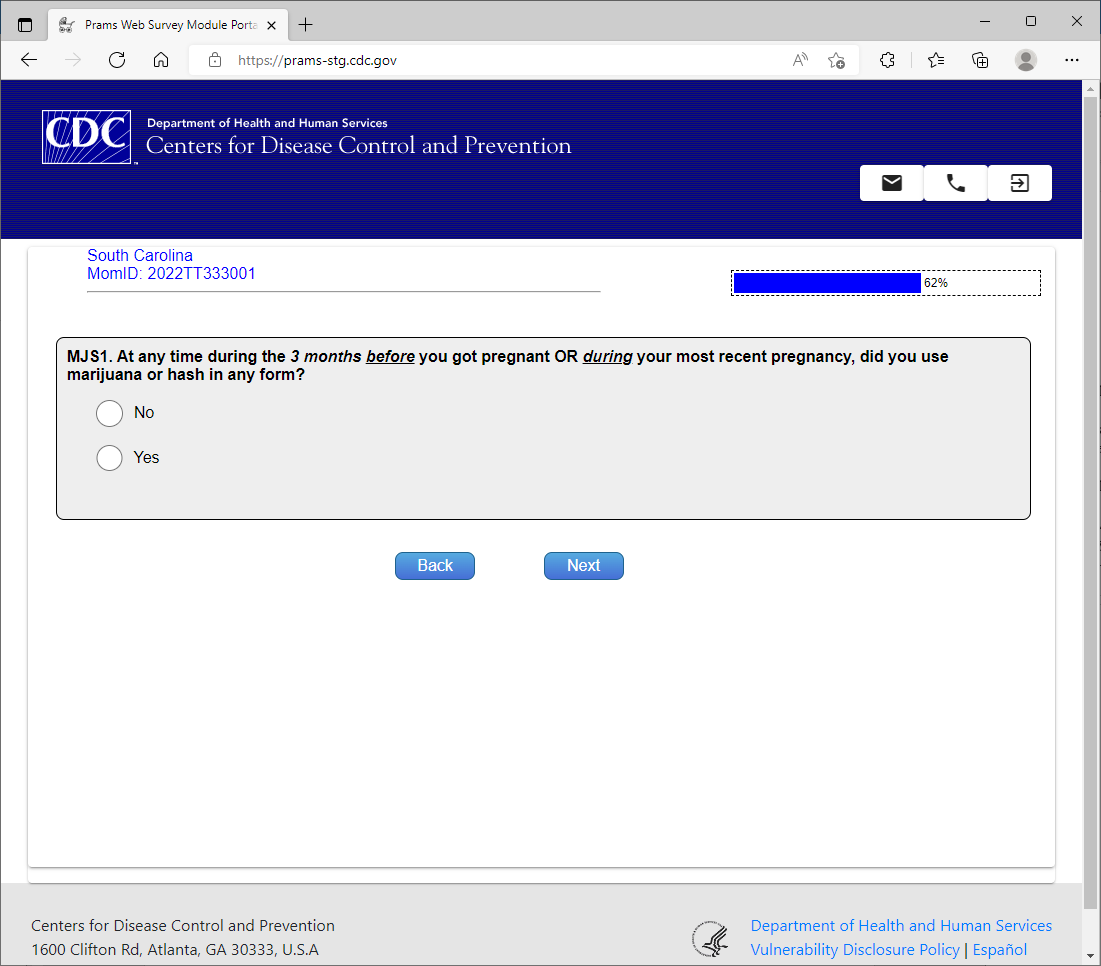 Prams Web Survey Module Porta
https://prams-stg.cdc.gov
CDC
Department of Health and Human Services
Centers for Disease Control and Prevention
South Carolina
MomID: 2022TT333001
62%
MJS1. At any time during the 3 months before you got pregnant OR during your most recent pregnancy, did you use
marijuana or hash in any form?
No
Yes
Back
Next
Centers for Disease Control and Prevention
1600 Clifton Rd, Atlanta, GA 30333, U.S.A
Department of Health and Human Services
Vulnerability Disclosure Policy | Español